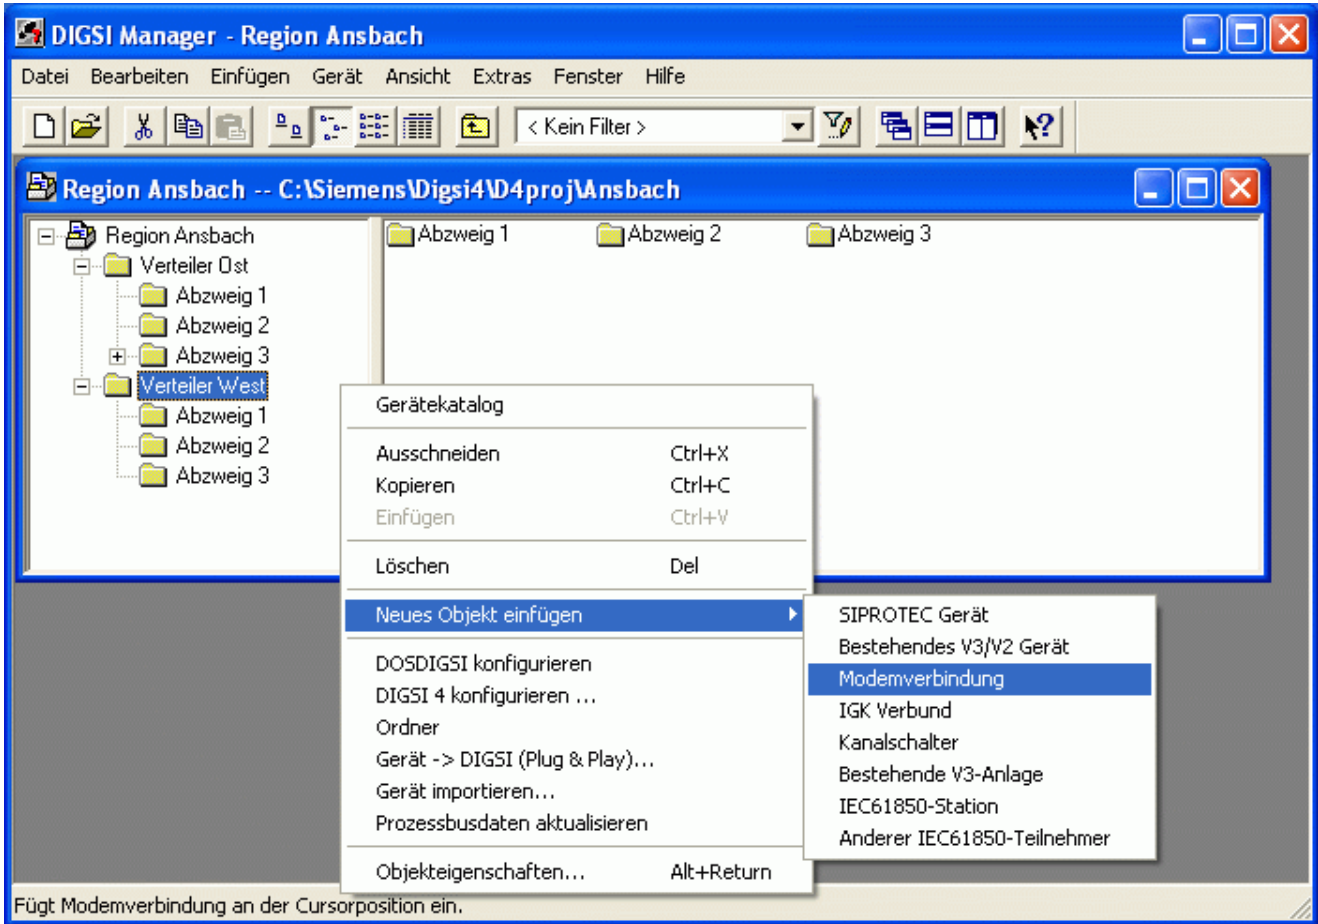 DIGSI Manager - Region Ansbach
Datei Bearbeiten Einfügen Gerät Ansicht Extras Fenster Hilfe
< Kein Filter >
Region Ansbach -- C:\Siemens\Digsi4\D4proj\Ansbach
Region Ansbach
Verteiler Ost
Abzweig 1
Abzweig 2
Abzweig 3
Verteiler West
Abzweig 1
Abzweig 2
Abzweig 3
Abzweig 1 Abzweig 2 Abzweig 3
Gerätekatalog
Ausschneiden Ctrl+X
Kopieren Ctrl+C
Einfügen Ctrl+V
Löschen Del
Neues Objekt einfügen
DOSDIGSI konfigurieren
DIGSI 4 konfigurieren ...
Ordner
Gerät -> DIGSI (Plug & Play)...
Gerät importieren...
Prozessbusdaten aktualisieren
Objekteigenschaften... Alt+Return
SIPROTEC Gerät
Bestehendes V3/V2 Gerät
Modemverbindung
IGK Verbund
Kanalschalter
Bestehende V3-Anlage
IEC61850-Station
Anderer IEC61850-Teilnehmer
Fügt Modemverbindung an der Cursorposition ein.